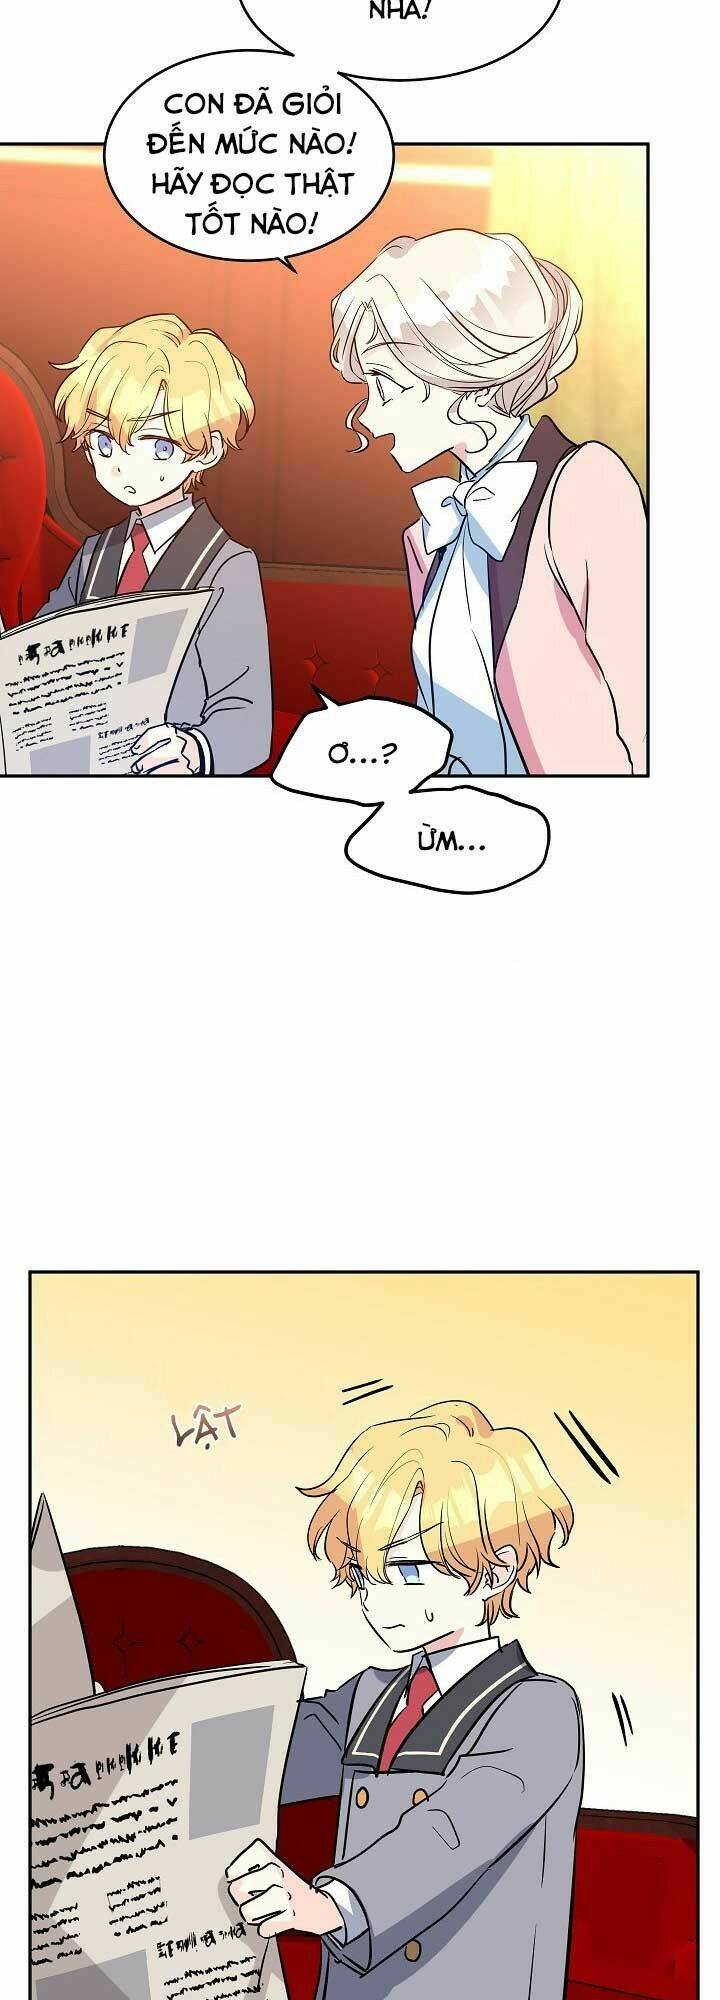 NHA!
CON ĐÃ GIỎI
ĐẾN MỨC NÀO!
HÃY ĐỌC THẬT
TỐT NÀO!
Ơ...?
ỪM...
LẬT